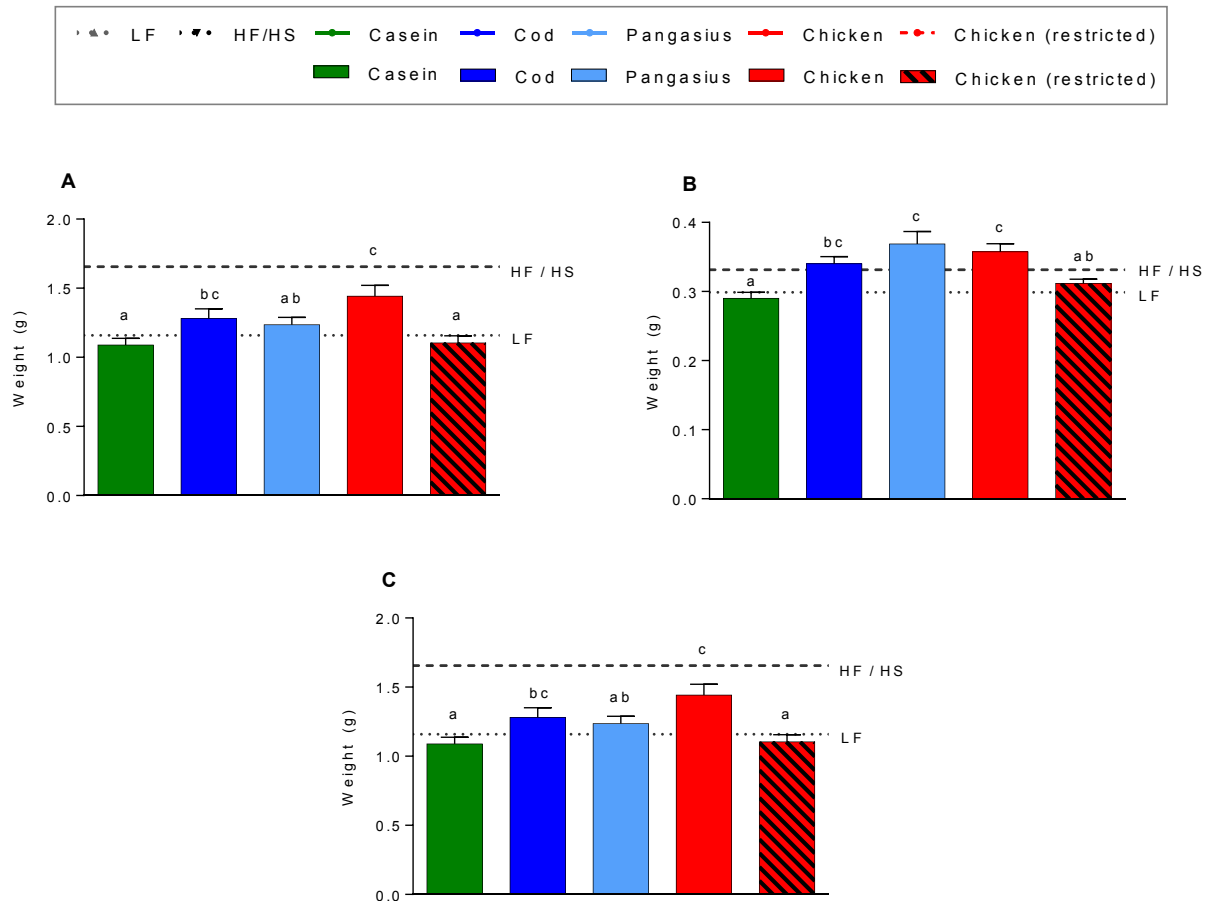 LF HF/HS Casein Cod Pangasius Chicken Chicken (restricted)
Casein Cod Pangasius Chicken Chicken (restricted)
A
Weight (g)
2.0
1.5
1.0
0.5
0.0
a
bc
ab
c
a
HF / HS
LF
B
Weight (g)
0.4
0.3
0.2
0.1
0.0
a
bc
c
c
ab
HF / HS
LF
C
Weight (g)
2.0
1.5
1.0
0.5
0.0
a
bc
ab
c
a
HF / HS
LF